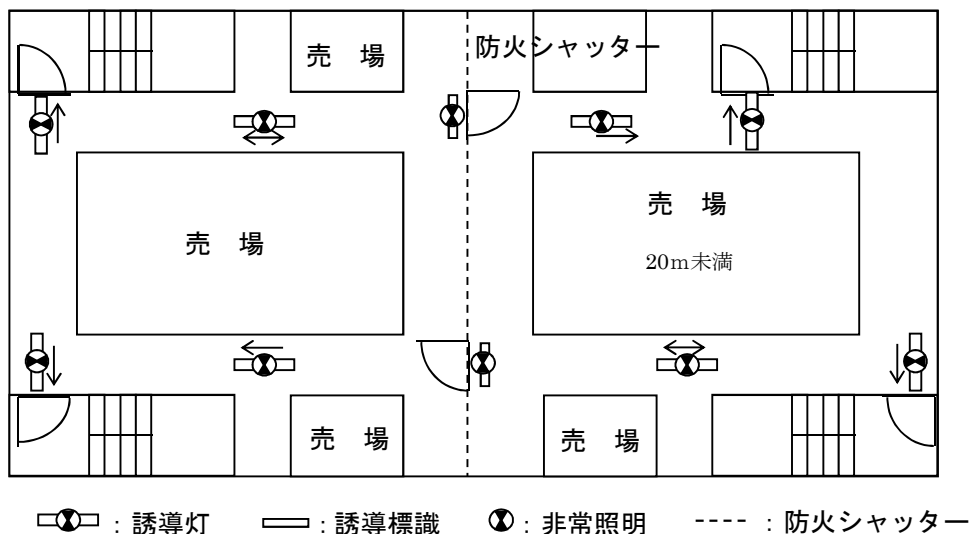 売　場
防火シャッター
売　場
売　場
20ｍ未満
売　場
売　場
：誘導灯
：誘導標識
：非常照明
：防火シャッター